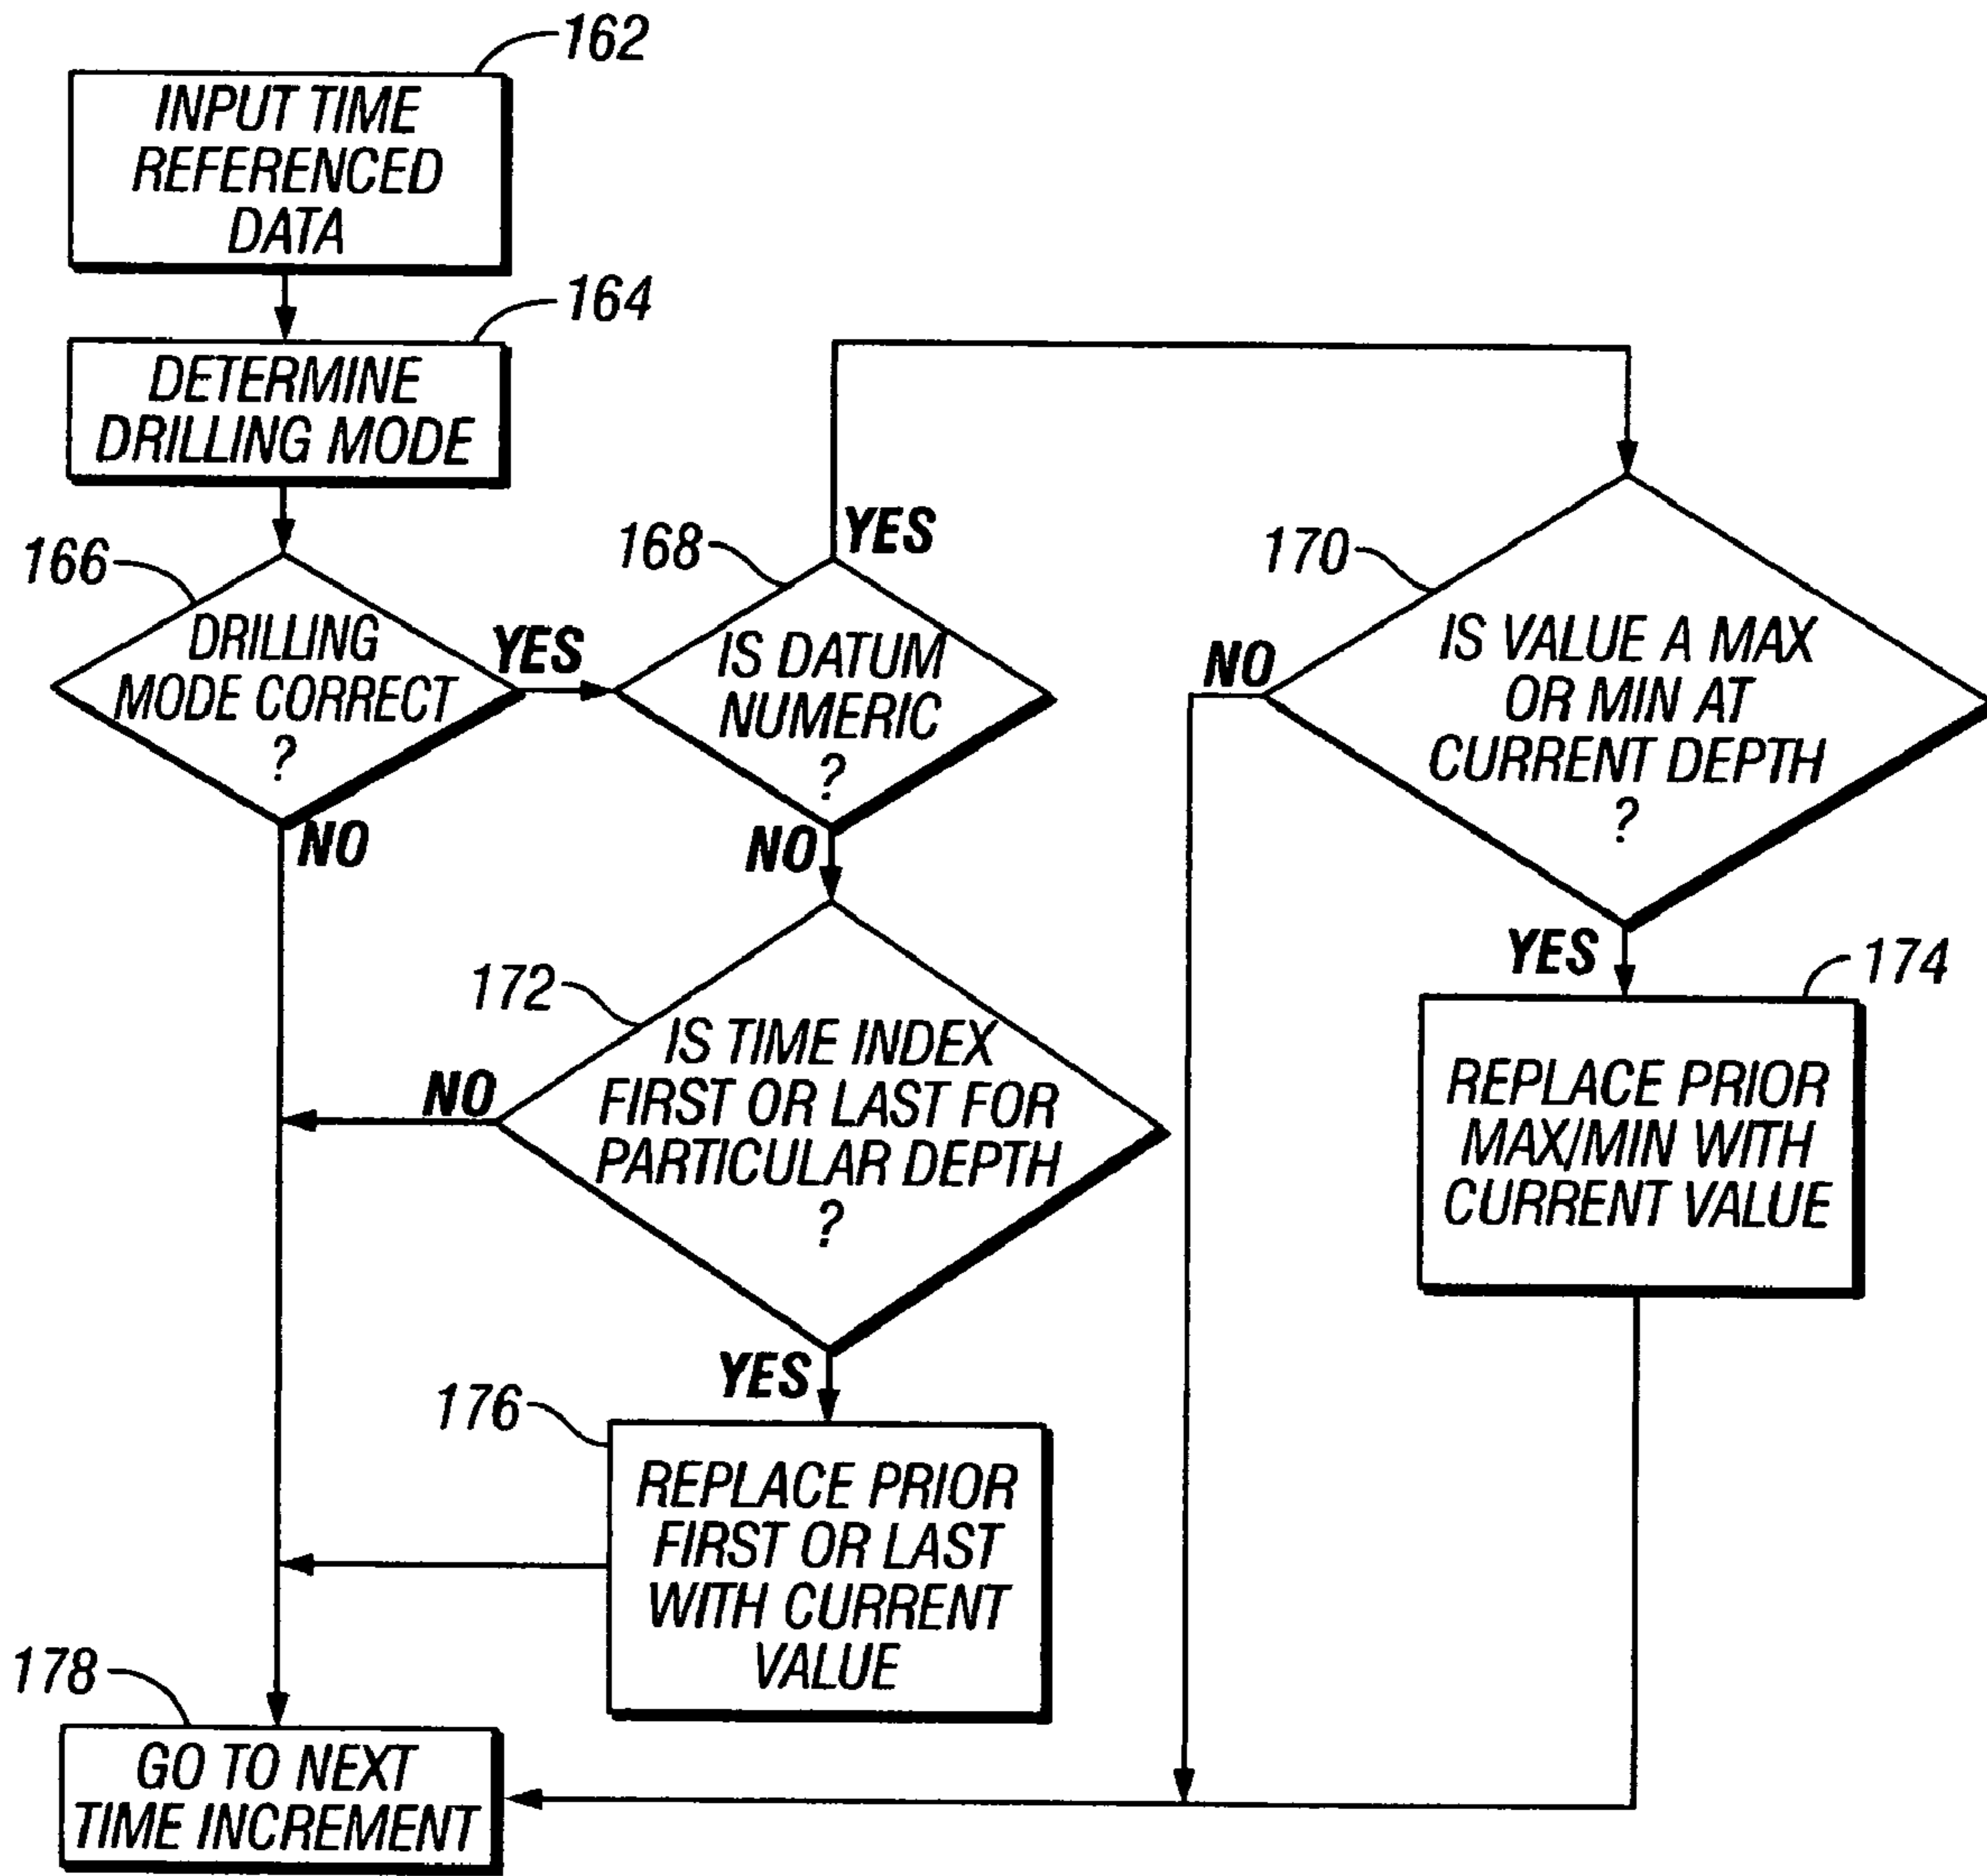 162
INPUT TIME
REFERENCED
DATA
164
DETERMINE
DRILLING MODE
166
DRILLING
MODE CORRECT
?
YES
NO
168
IS DATUM
NUMERIC
?
YES
NO
170
IS VALUE A MAX
OR MIN AT
CURRENT DEPTH
?
NO
YES
172
IS TIME INDEX
FIRST OR LAST FOR
PARTICULAR DEPTH
?
NO
YES
174
REPLACE PRIOR
MAX/MIN WITH
CURRENT VALUE
176
REPLACE PRIOR
FIRST OR LAST
WITH CURRENT
VALUE
178
GO TO NEXT
TIME INCREMENT